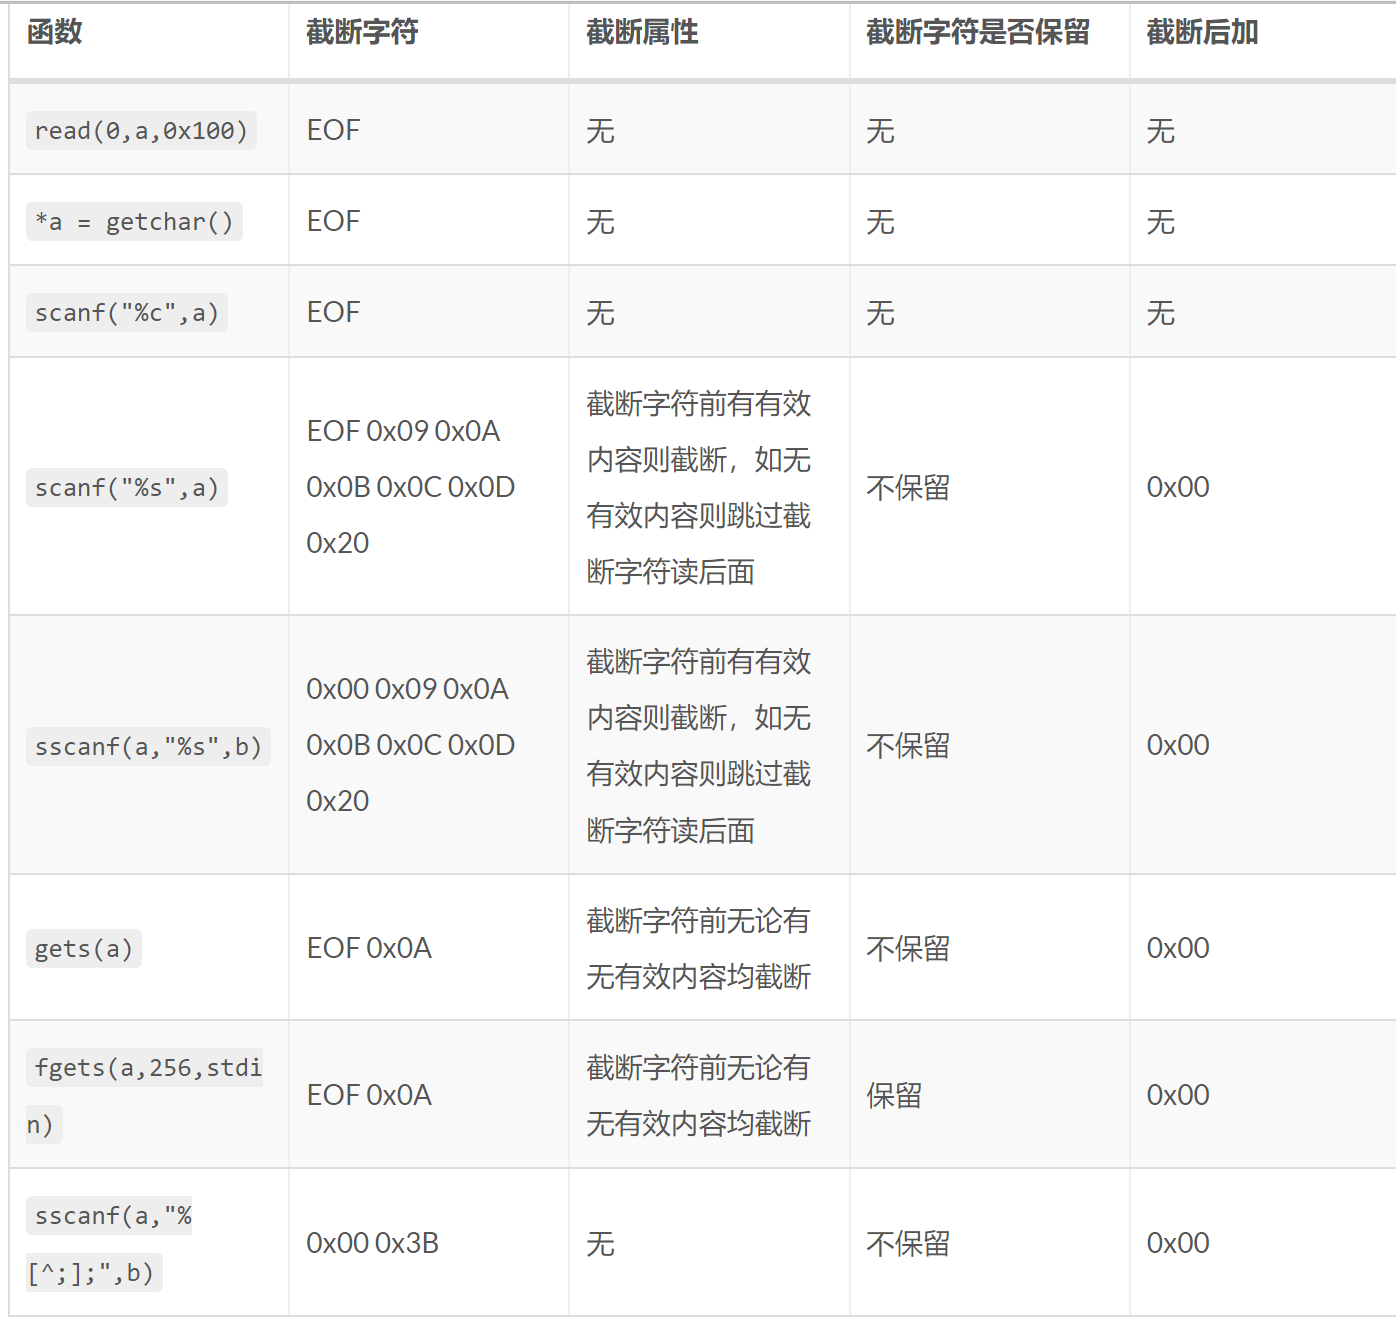 函数 截断字符 截断属性 截断字符是否保留 截断后加
read(0,a,0x100) EOF 无 无 无
*a = getchar() EOF 无 无 无
scanf("%c",a) EOF 无 无 无
scanf("%s",a)
EOF 0x09 0x0A
0x0B 0x0C 0x0D
0x20
截断字符前有有效
内容则截断，如无
有效内容则跳过截
断字符读后面
不保留
0x00
sscanf(a,"%s",b)
0x00 0x09 0x0A
0x0B 0x0C 0x0D
0x20
截断字符前有有效
内容则截断，如无
有效内容则跳过截
断字符读后面
不保留
0x00
gets(a)
EOF 0x0A
截断字符前无论有
无有效内容均截断
不保留
0x00
fgets(a,256,stdi
n)
EOF 0x0A
截断字符前无论有
无有效内容均截断
保留
0x00
sscanf(a,"%
[^;];",b)
0x00 0x3B
无
不保留
0x00